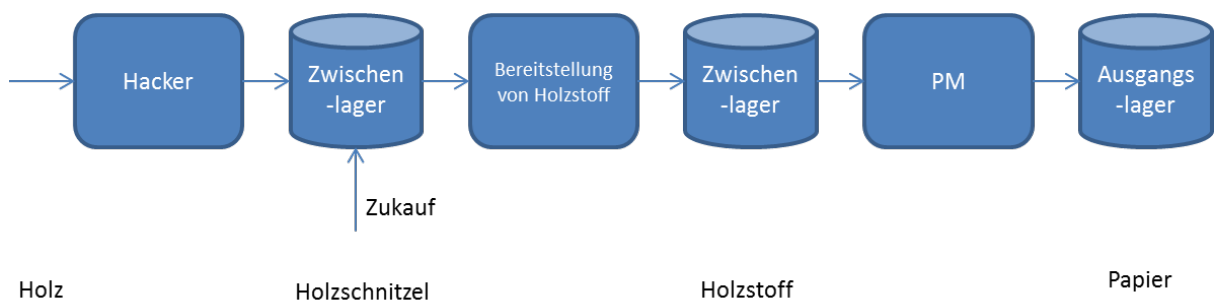 Hacker
Zwischen
-lager
Bereitstellung
von Holzstoff
Zwischen
-lager
PM
Ausgangs
-lager
Zukauf
Holz
Holzschnitzel
Holzstoff
Papier